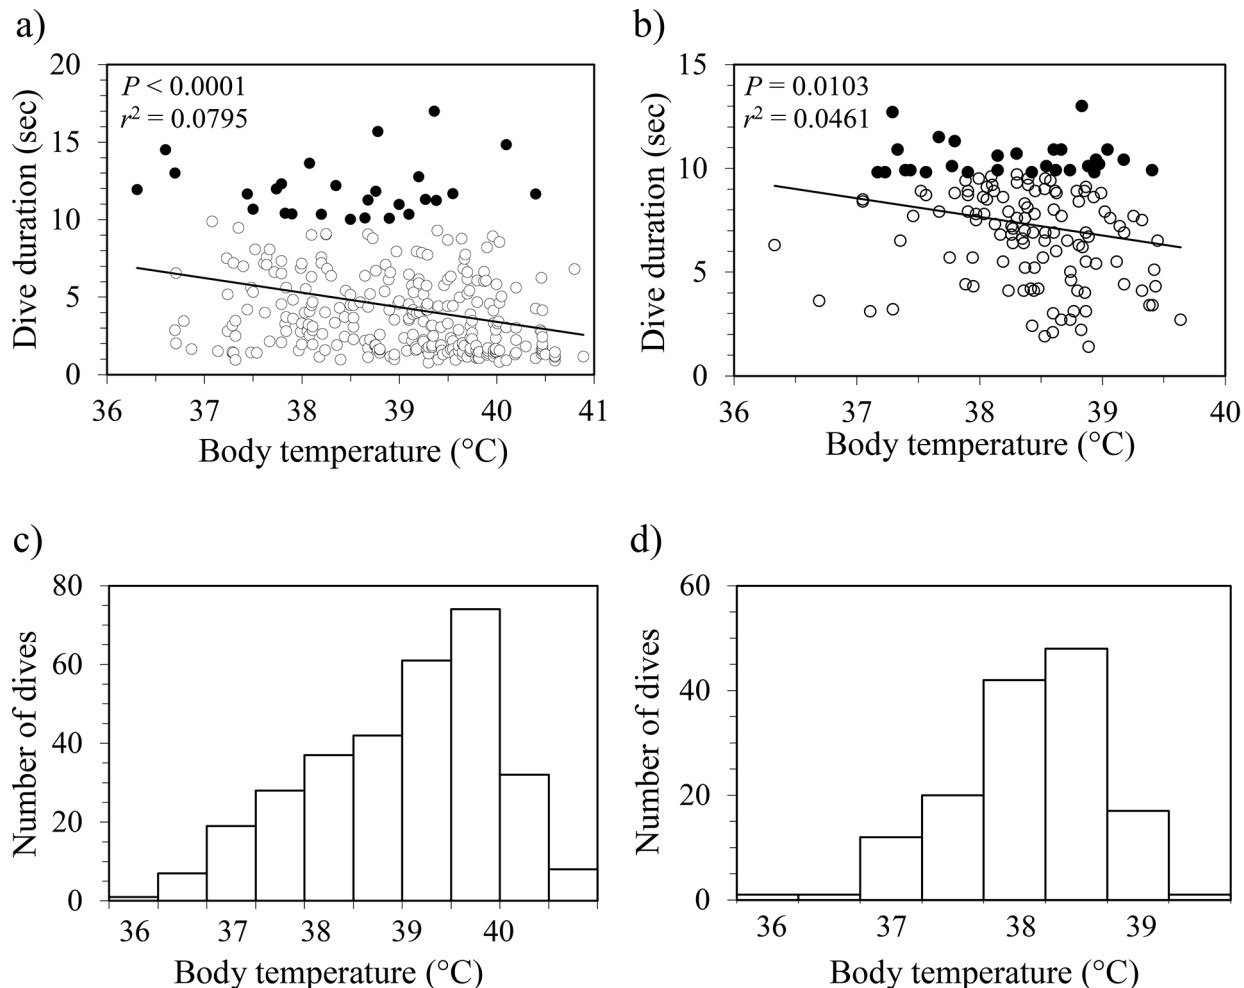 a)
20
15
10
5
0
P < 0.0001
r² = 0.0795
Dive duration (sec)
36 37 38 39 40 41
Body temperature (°C)
b)
15
10
5
0
P = 0.0103
r² = 0.0461
Dive duration (sec)
36 37 38 39 40
Body temperature (°C)
c)
80
60
40
20
0
Number of dives
36 37 38 39 40
Body temperature (°C)
d)
60
40
20
0
Number of dives
36 37 38 39
Body temperature (°C)